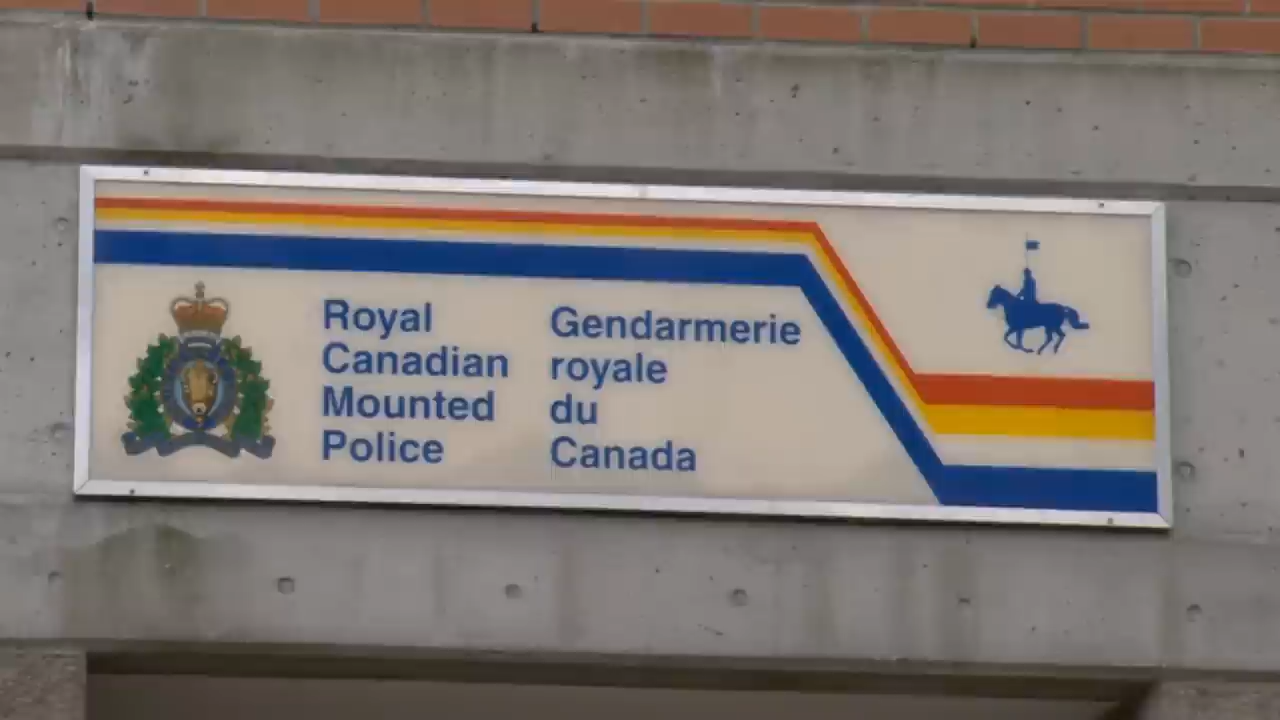 Royal
Canadian
Mounted
Police
Gendarmerie
royale
du
Canada